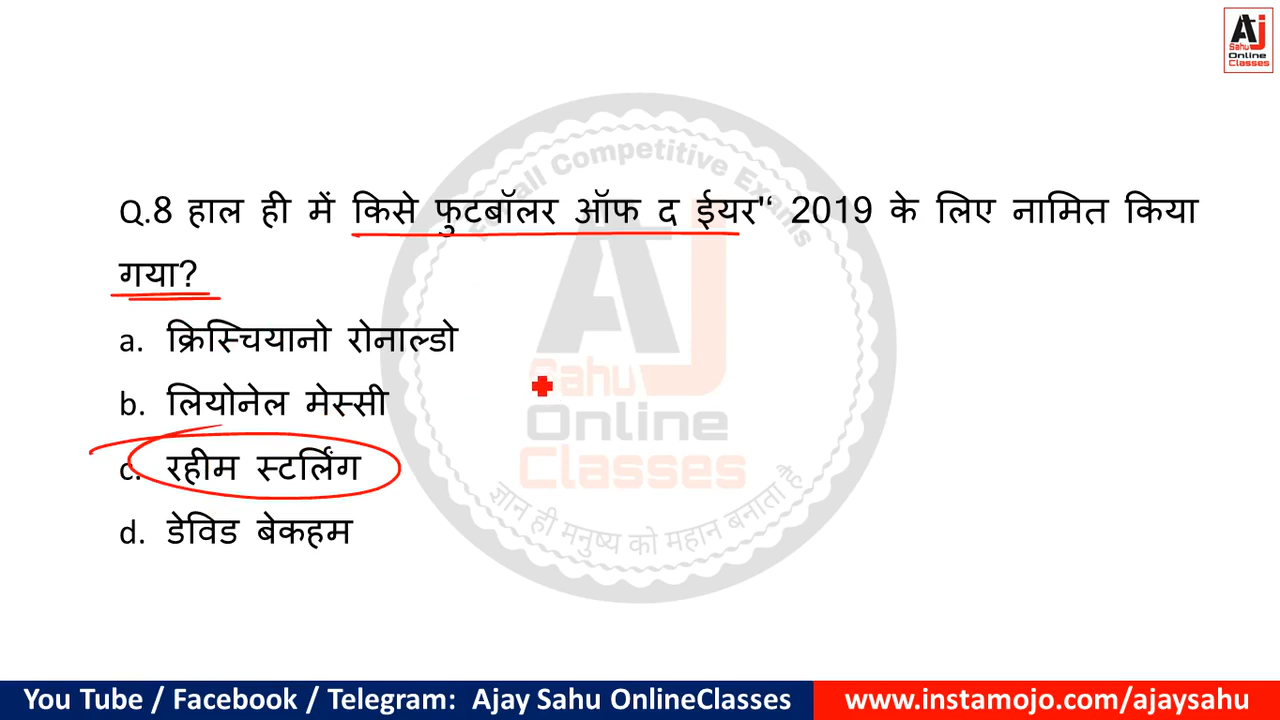 Aj
Sahu
Online
Classes
For all Competitive Exams
Q.8 हाल ही में किसे फुटबॉलर ऑफ द ईयर"“ 2019 के लिए नामित किया
गया?
a. क्रिस्चियानो रोनाल्डो
b. लियोनेल मेस्सी
c. रहीम स्टर्लिंग
d. डेविड बेकहम
AJ
Sahu
Online
Classes
ज्ञान ही मनुष्य को महान बनाता है
You Tube / Facebook / Telegram: Ajay Sahu OnlineClasses
www.instamojo.com/ajaysahu